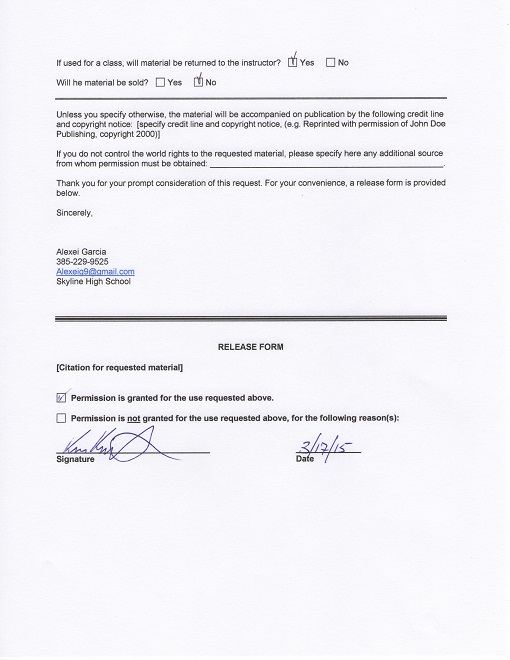 If used for a class, will material be returned to the instructor? Yes No
Will he material be sold? Yes No
Unless you specify otherwise, the material will be accompanied on publication by the following credit line
and copyright notice: [specify credit line and copyright notice, (e.g. Reprinted with permission of John Doe
Publishing, copyright 2000)]
If you do not control the world rights to the requested material, please specify here any additional source
from whom permission must be obtained:
Thank you for your prompt consideration of this request. For your convenience, a release form is provided
below.
Sincerely,
Alexei Garcia
385-229-9525
Alexeig9@gmail.com
Skyline High School
RELEASE FORM
[Citation for requested material]
Permission is granted for the use requested above.
Permission is not granted for the use requested above, for the following reason(s):
3/17/15
Signature Date